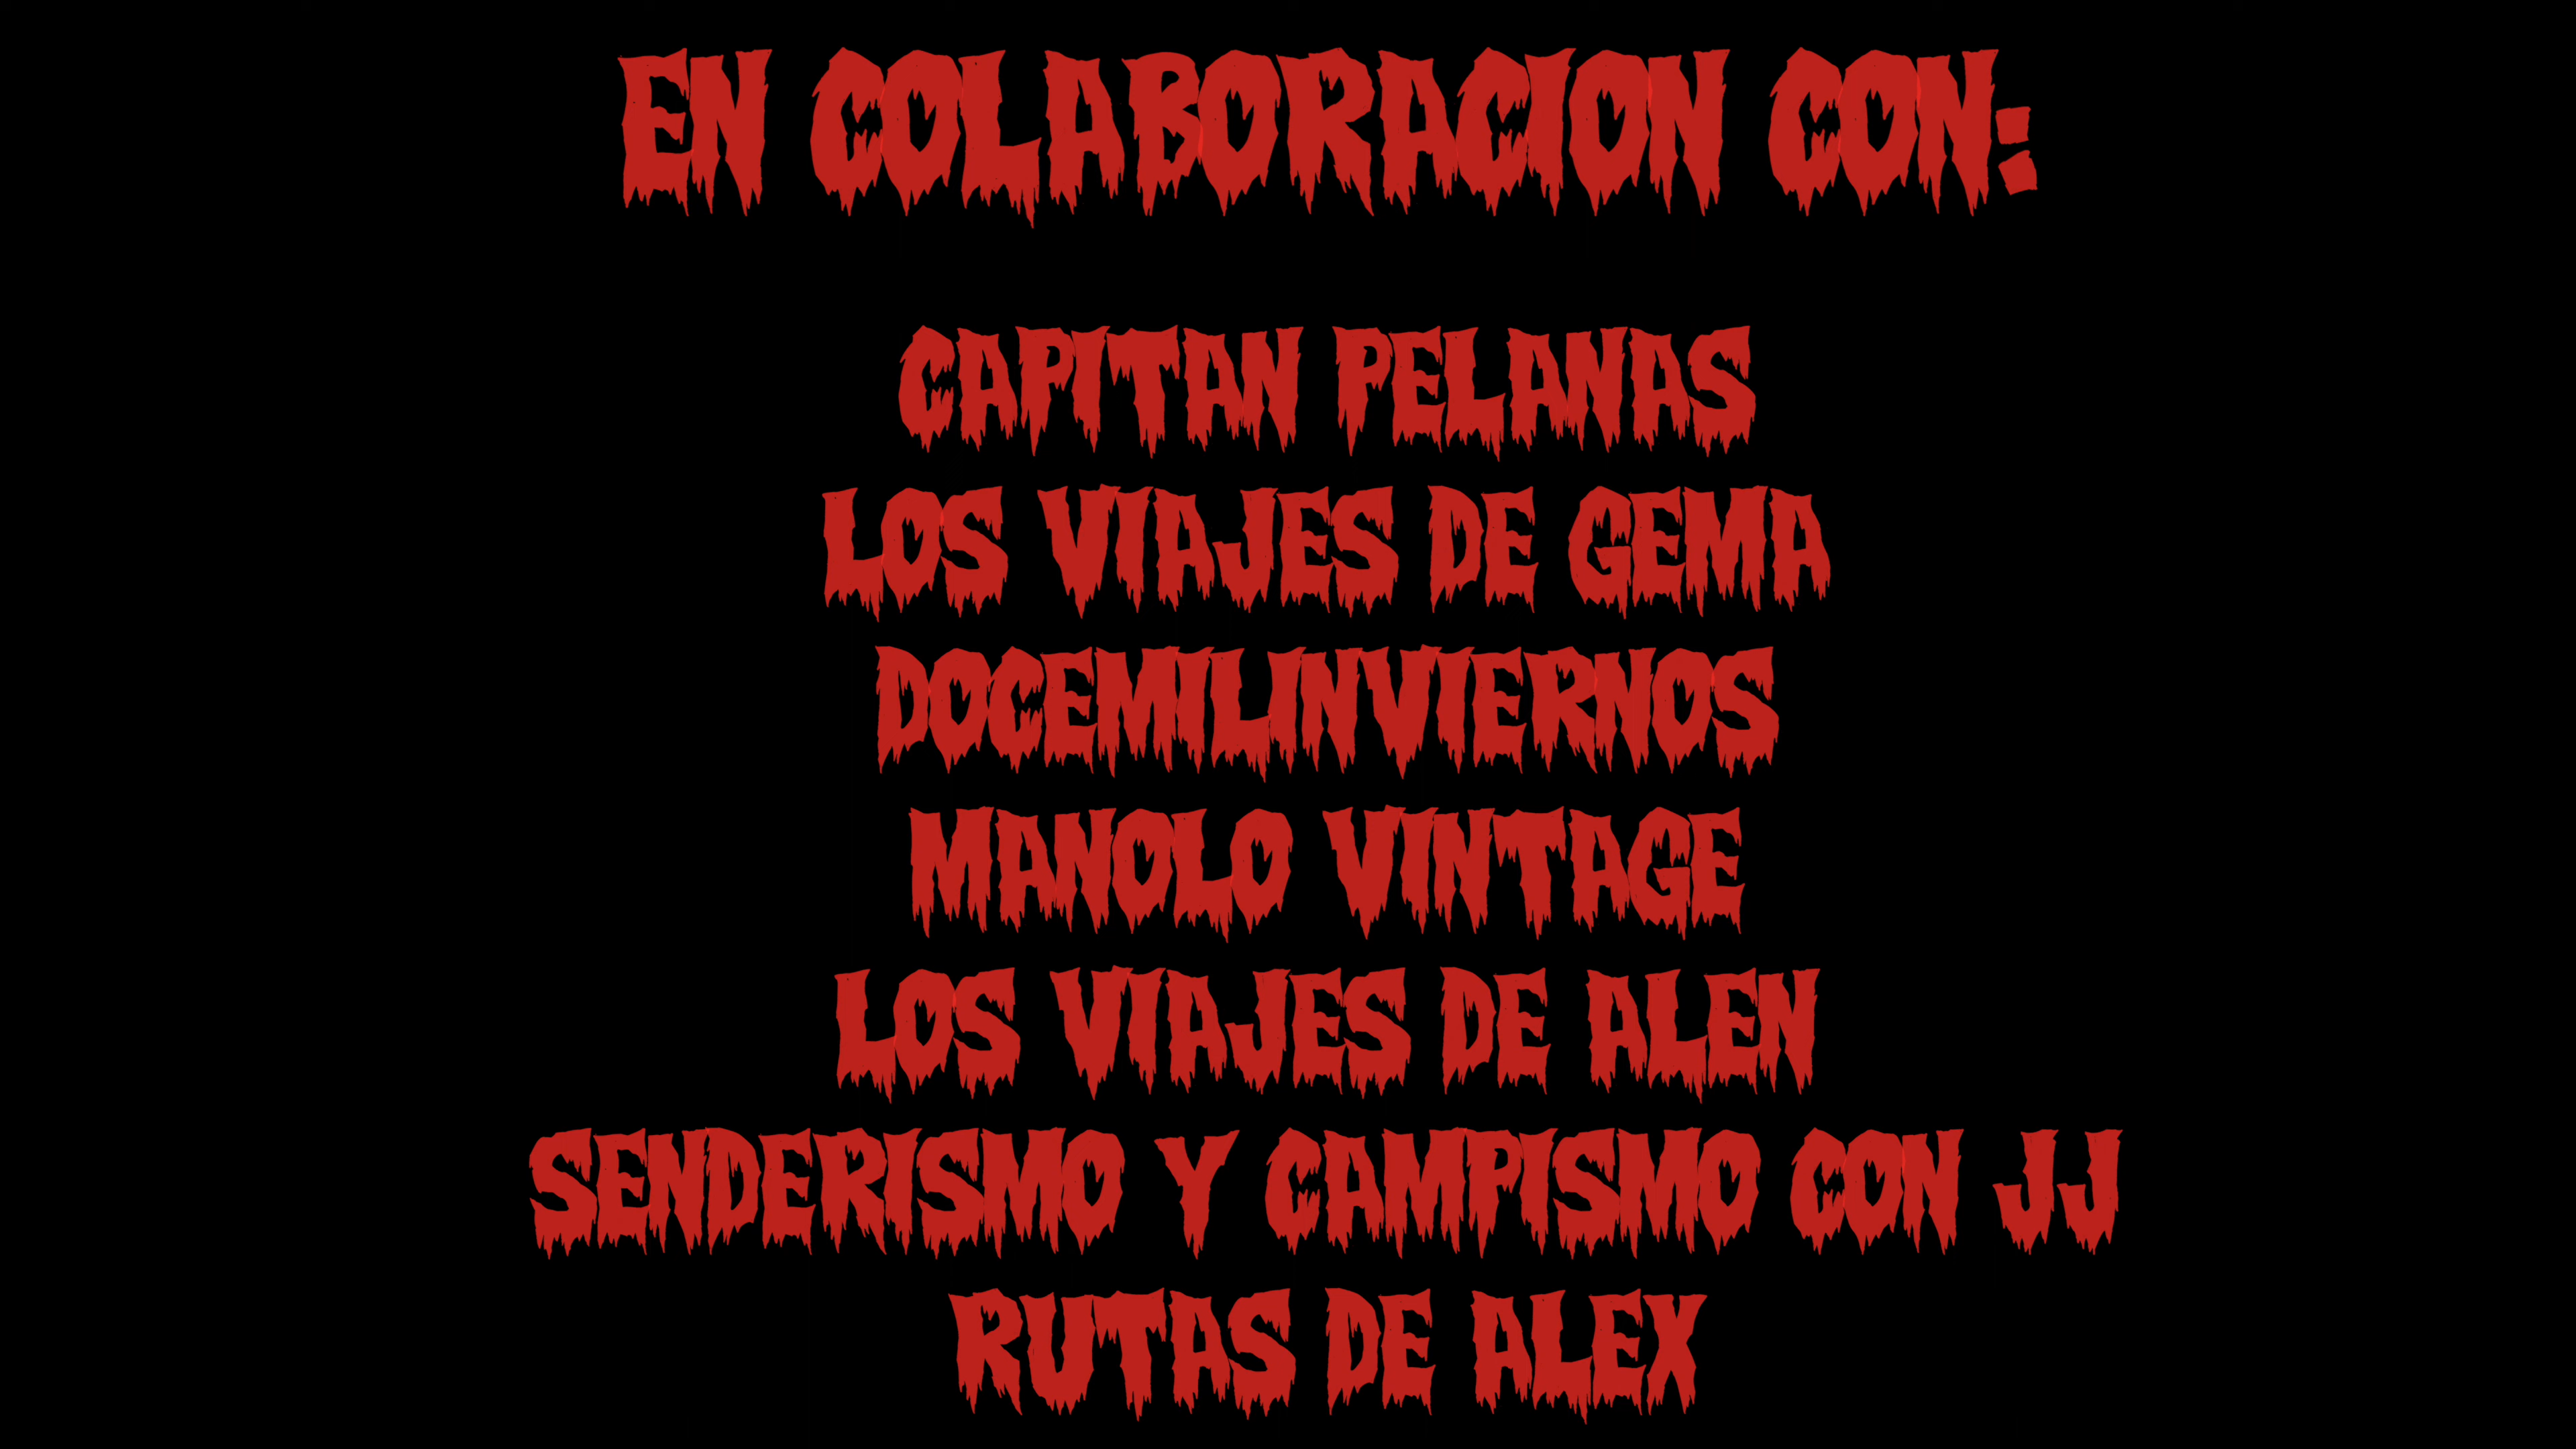 EN COLABORACION CON:
CAPITAN PELANAS
LOS VIAJES DE GEMA
DOCEMILINVIERNOS
MANOLO VINTAGE
LOS VIAJES DE ALEN
SENDERISMO Y CAMPISMO CON JJ
RUTAS DE ALEX